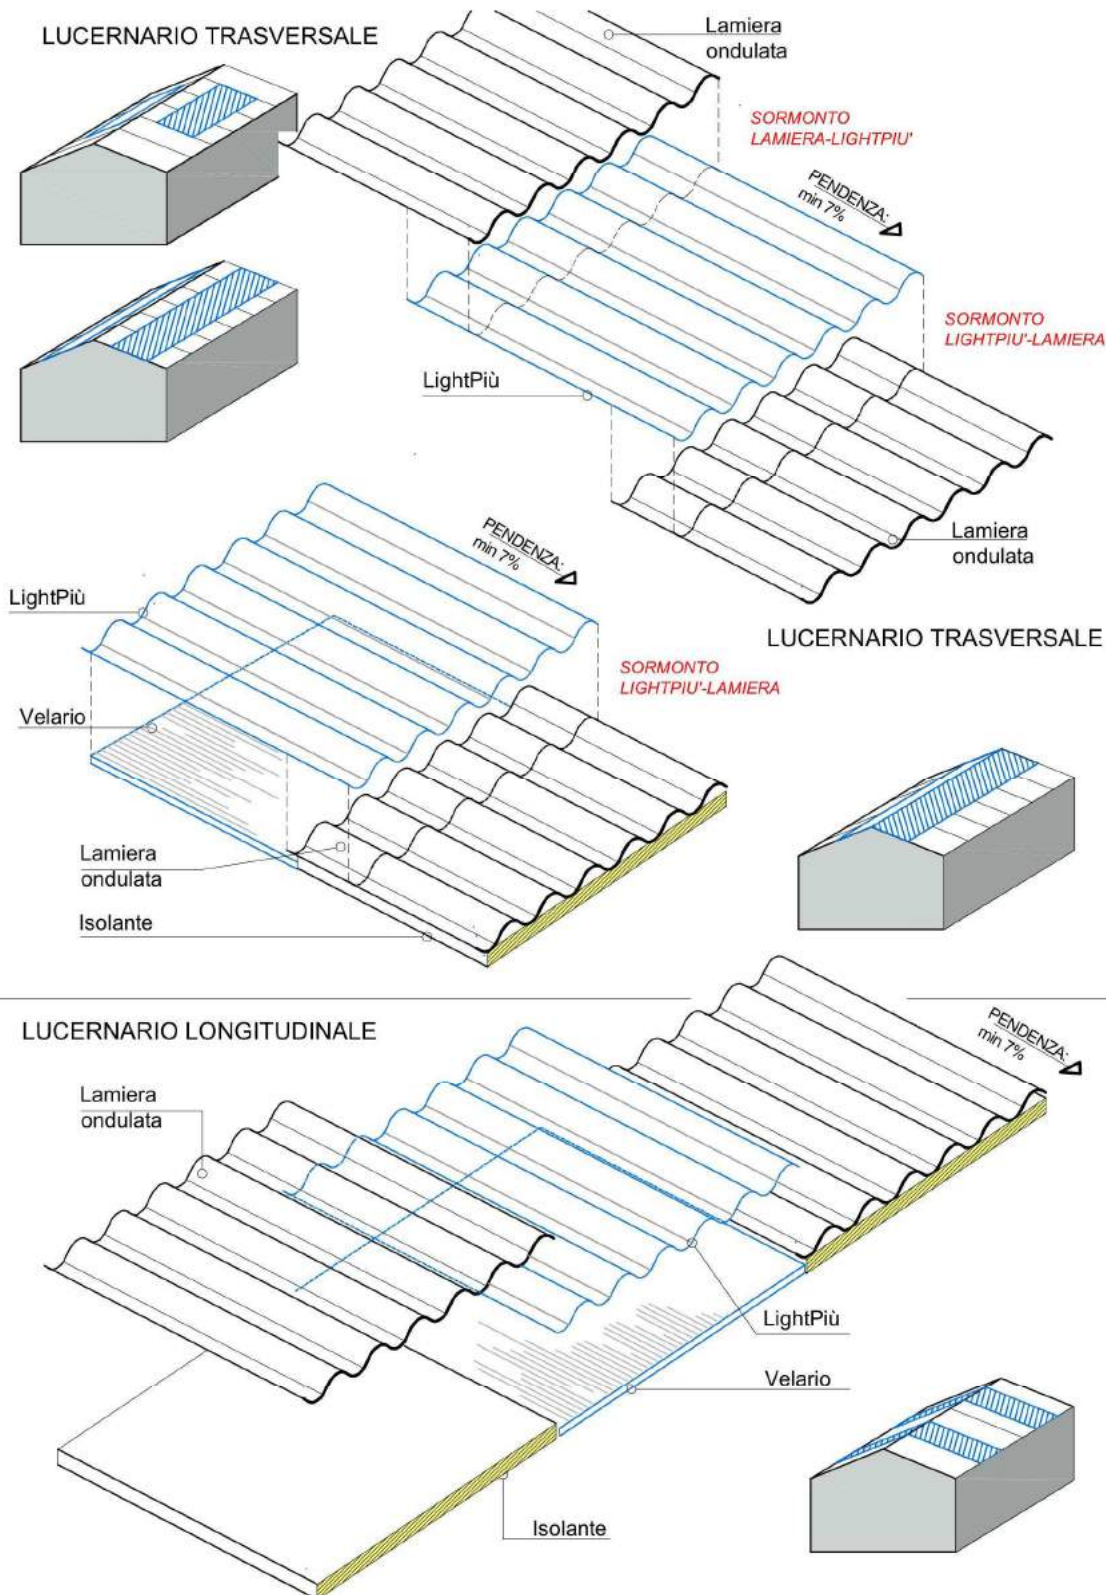 LUCERNARIO TRASVERSALE
Lamiera
ondulata
SORMONTO
LAMIERA-LIGHTPIU'
PENDENZA:
min 7%
SORMONTO
LIGHTPIU'-LAMIERA
LightPiù
Lamiera
ondulata
PENDENZA:
min 7%
LightPiù
LUCERNARIO TRASVERSALE
SORMONTO
LIGHTPIU'-LAMIERA
Velario
Lamiera
ondulata
Isolante
LUCERNARIO LONGITUDINALE
PENDENZA:
min 7%
Lamiera
ondulata
LightPiù
Velario
Isolante